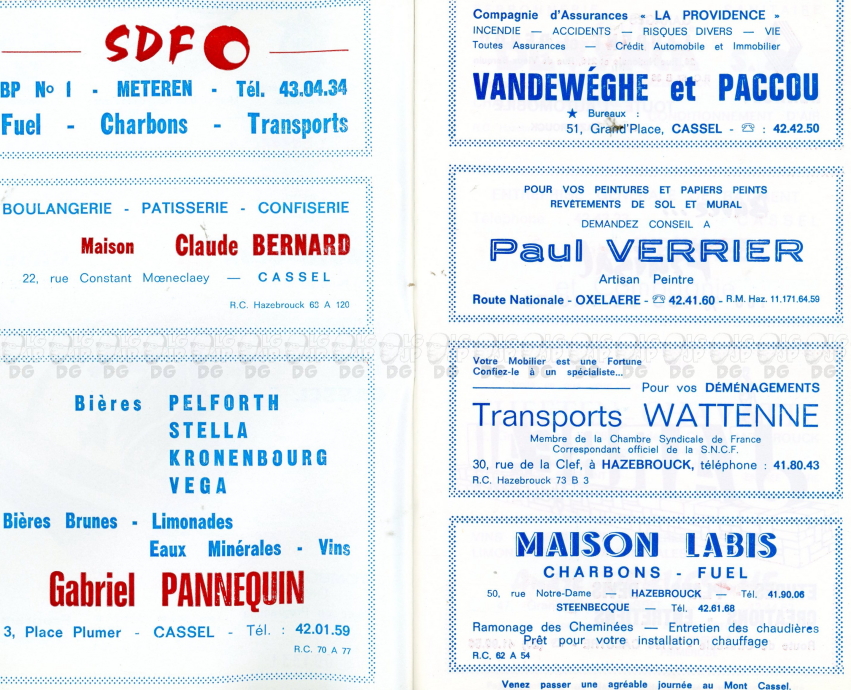 SDF
BP No 1 - METEREN - Tél. 43.04.34
Fuel - Charbons - Transports
BOULANGERIE - PATISSERIE - CONFISERIE
Maison Claude BERNARD
22, rue Constant Mœneclaey — CASSEL
R.C. Hazebrouck 63 A 120
Bières PELFORTH
STELLA
KRONENBOURG
VEGA
Bières Brunes - Limonades
Eaux Minérales - Vins
Gabriel PANNEQUIN
3, Place Plumer - CASSEL - Tél. : 42.01.59
R.C. 70 A 77
Compagnie d'Assurances « LA PROVIDENCE »
INCENDIE — ACCIDENTS — RISQUES DIVERS — VIE
Toutes Assurances — Crédit Automobile et Immobilier
VANDEWÉGHE et PACCOU
★ Bureaux :
51, Grand'Place, CASSEL - ☎ : 42.42.50
POUR VOS PEINTURES ET PAPIERS PEINTS
REVÊTEMENTS DE SOL ET MURAL
DEMANDEZ CONSEIL A
Paul VERRIER
Artisan Peintre
Route Nationale - OXELAERE - ☎ 42.41.60 - R.M. Haz. 11.171.64.59
Votre Mobilier est une Fortune
Confiez-le à un spécialiste...
Pour vos DÉMÉNAGEMENTS
Transports WATTENNE
Membre de la Chambre Syndicale de France
Correspondant officiel de la S.N.C.F.
30, rue de la Clef, à HAZEBROUCK, téléphone : 41.80.43
R.C. Hazebrouck 73 B 3
MAISON LABIS
CHARBONS - FUEL
50, rue Notre-Dame — HAZEBROUCK — Tél. 41.90.06
STEENBECQUE — Tél. 42.61.68
Ramonage des Cheminées — Entretien des chaudières
Prêt pour votre installation chauffage
R.C. 62 A 54
Venez passer une agréable journée au Mont Cassel.